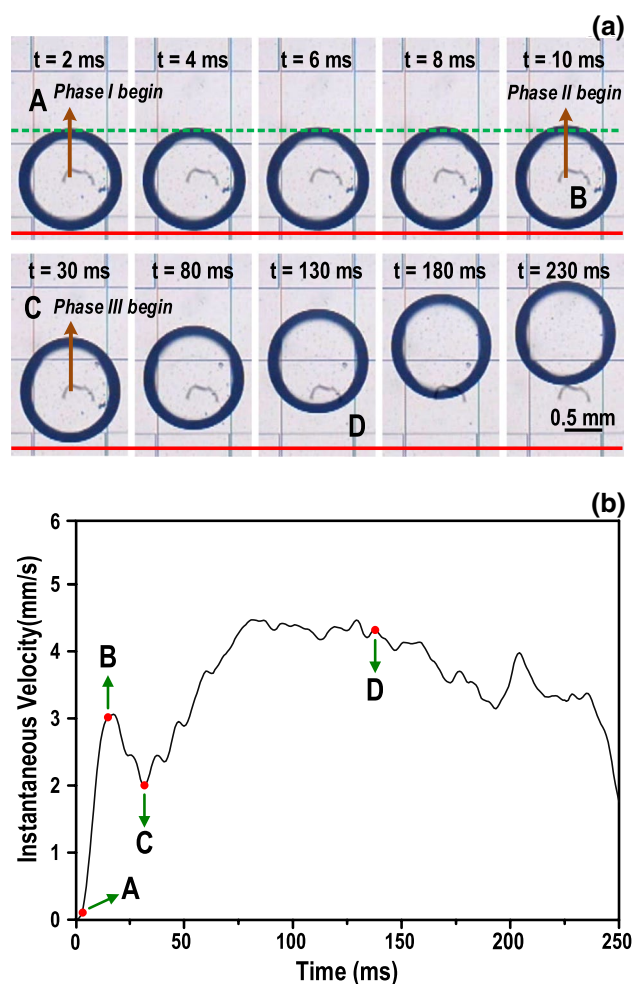 (a)
t = 2 ms t = 4 ms t = 6 ms t = 8 ms t = 10 ms
A Phase I begin Phase II begin
B
t = 30 ms t = 80 ms t = 130 ms t = 180 ms t = 230 ms
C Phase III begin
D
0.5 mm
(b)
6
5
4
3
2
1
0
Instantaneous Velocity(mm/s)
B
D
C
A
0 50 100 150 200 250
Time (ms)